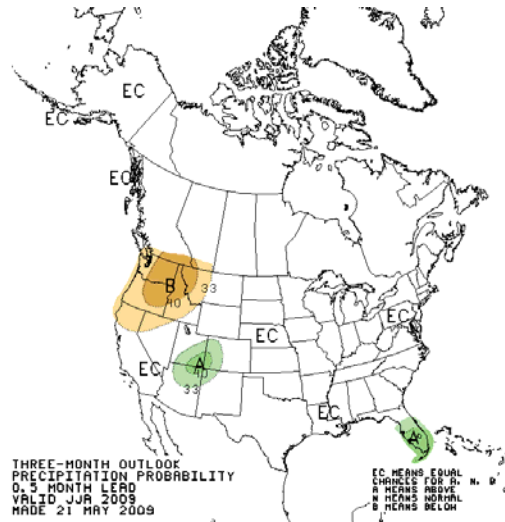 EC
EC
EC
B
40
33
EC
EC
A
40
EC
33
EC
A
THREE-MONTH OUTLOOK
PRECIPITATION PROBABILITY
0.5 MONTH LEAD
VALID JJA 2009
MADE 21 MAY 2009
EC MEANS EQUAL
CHANCES FOR A, N, B
A MEANS ABOVE
N MEANS NORMAL
B MEANS BELOW